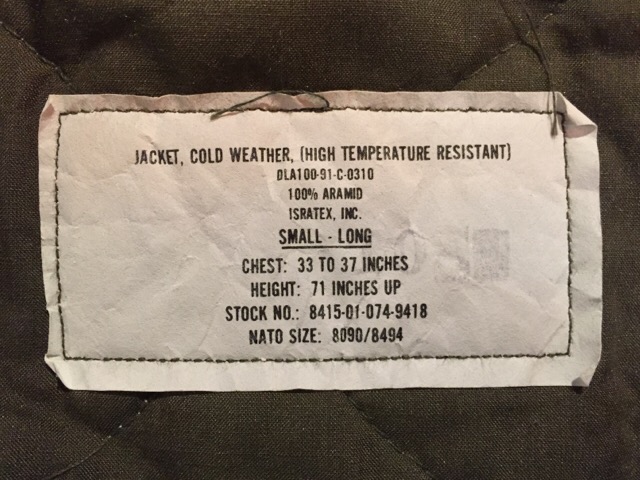 JACKET, COLD WEATHER, (HIGH TEMPERATURE RESISTANT)
DLA100-91-C-0310
100% ARAMID
ISRATEX, INC.
SMALL - LONG
CHEST: 33 TO 37 INCHES
HEIGHT: 71 INCHES UP
STOCK NO.: 8415-01-074-9418
NATO SIZE: 8090/8494